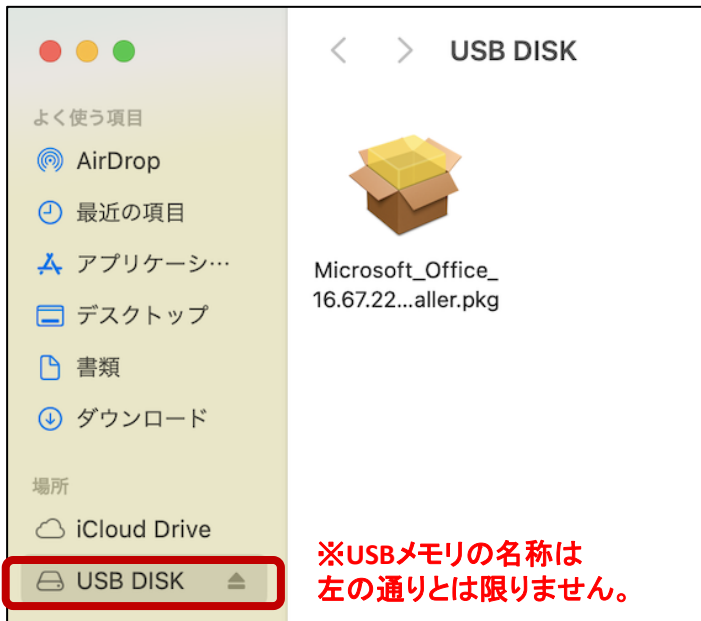 USB DISK
よく使う項目
AirDrop
最近の項目
アプリケーシ…
デスクトップ
書類
ダウンロード
場所
iCloud Drive
USB DISK
Microsoft_Office_
16.67.22...aller.pkg
※USBメモリの名称は
左の通りとは限りません。